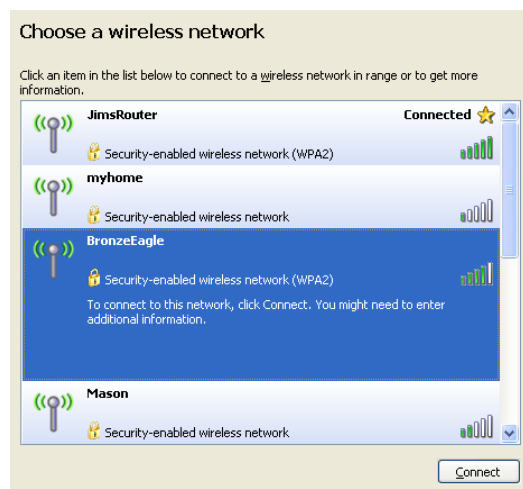 Choose a wireless network
Click an item in the list below to connect to a wireless network in range or to get more
information.
JimsRouter Connected
Security-enabled wireless network (WPA2)
myhome
Security-enabled wireless network
BronzeEagle
Security-enabled wireless network (WPA2)
To connect to this network, click Connect. You might need to enter
additional information.
Mason
Security-enabled wireless network
Connect